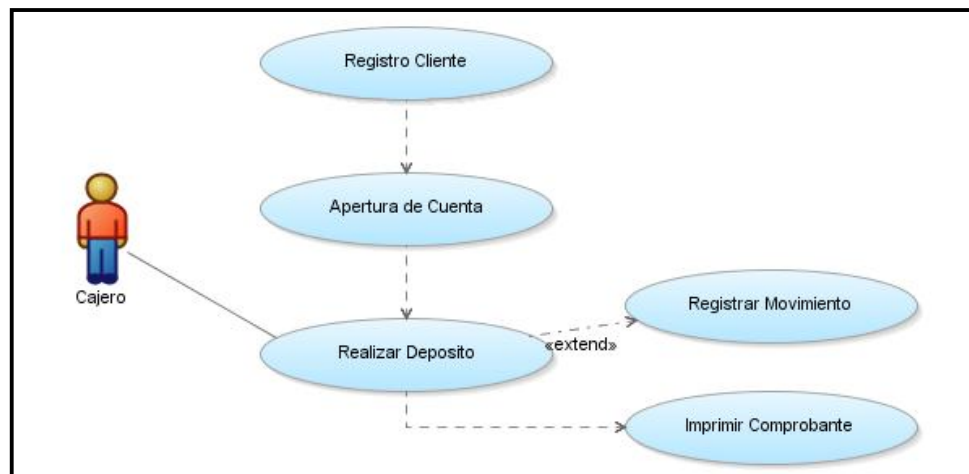 Registro Cliente
Apertura de Cuenta
Cajero
Registrar Movimiento
Realizar Deposito
«extend»
Imprimir Comprobante